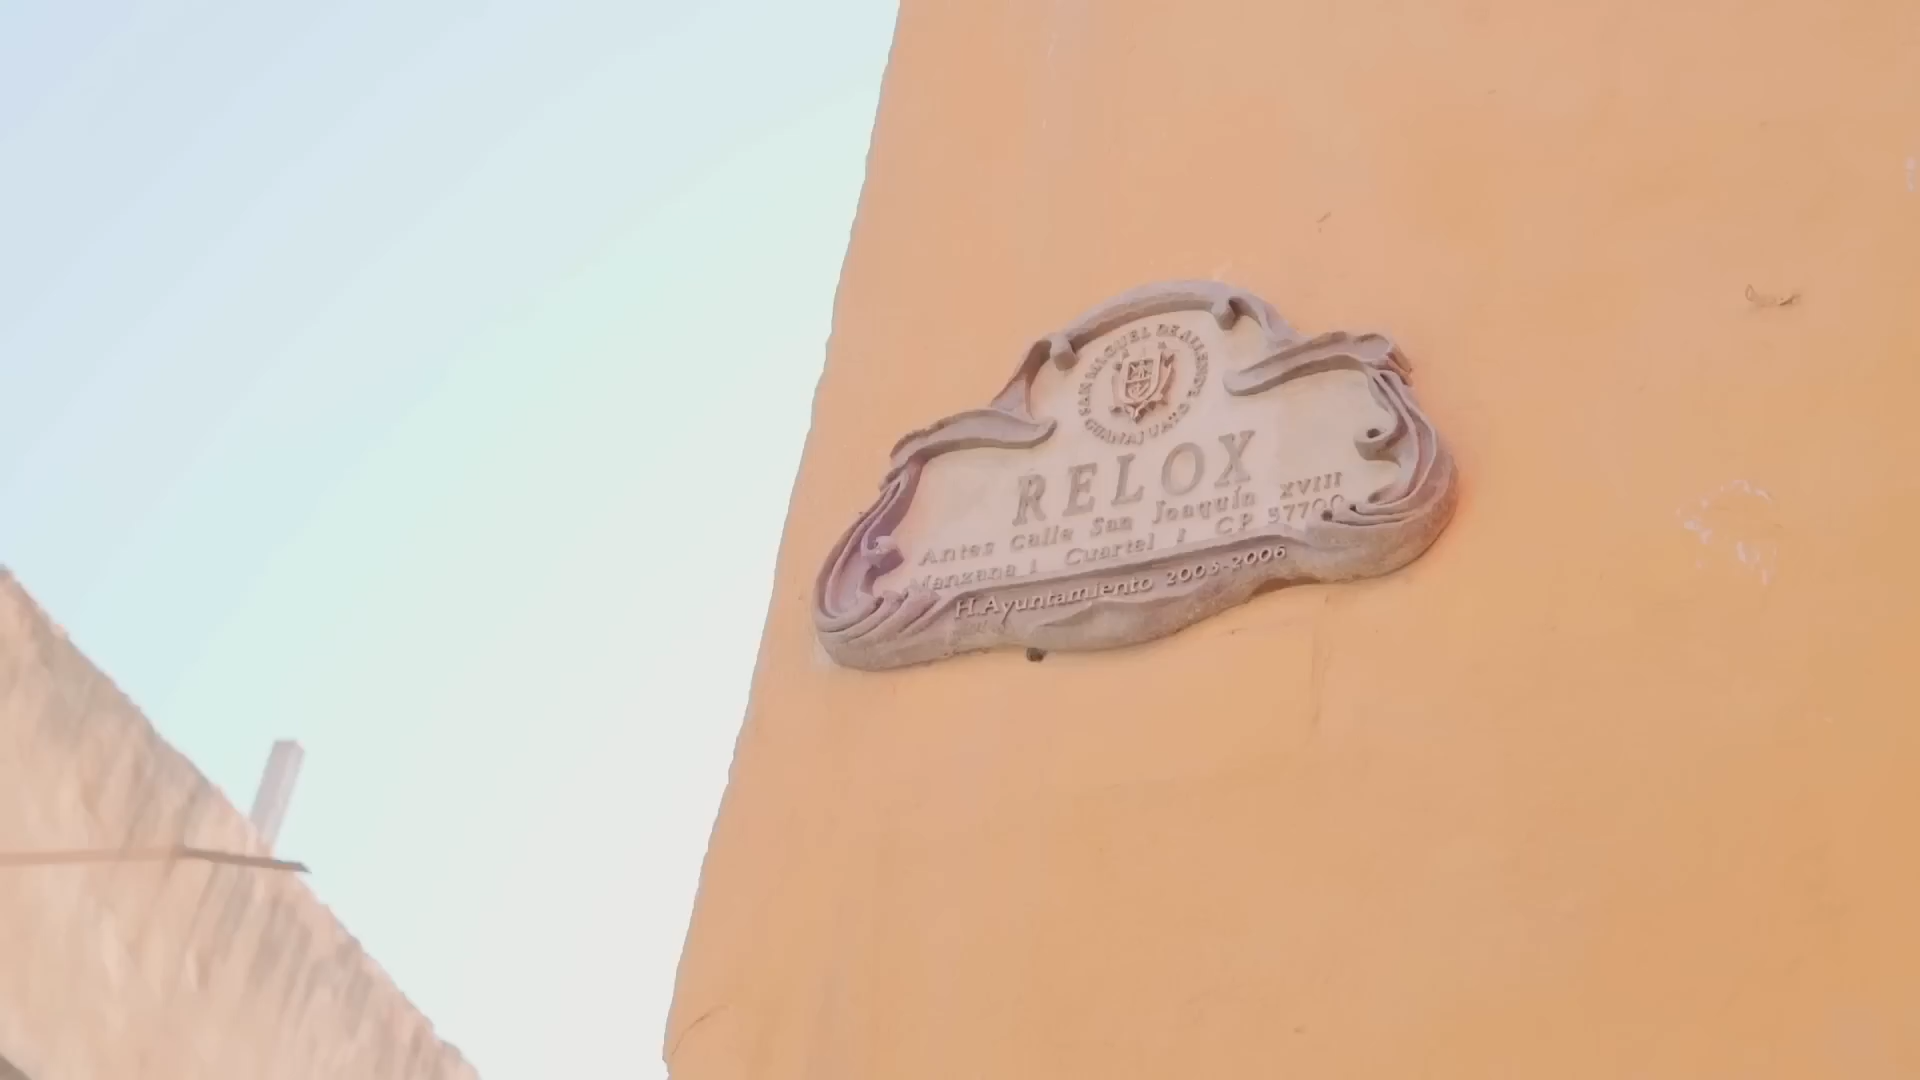 SAN MIGUEL DE ALLENDE GUANAJUATO
RELOX
Antes Calle San Joaquín XVIII
Manzana 1 Cuartel 1 CP 37700
H. Ayuntamiento 2003-2006